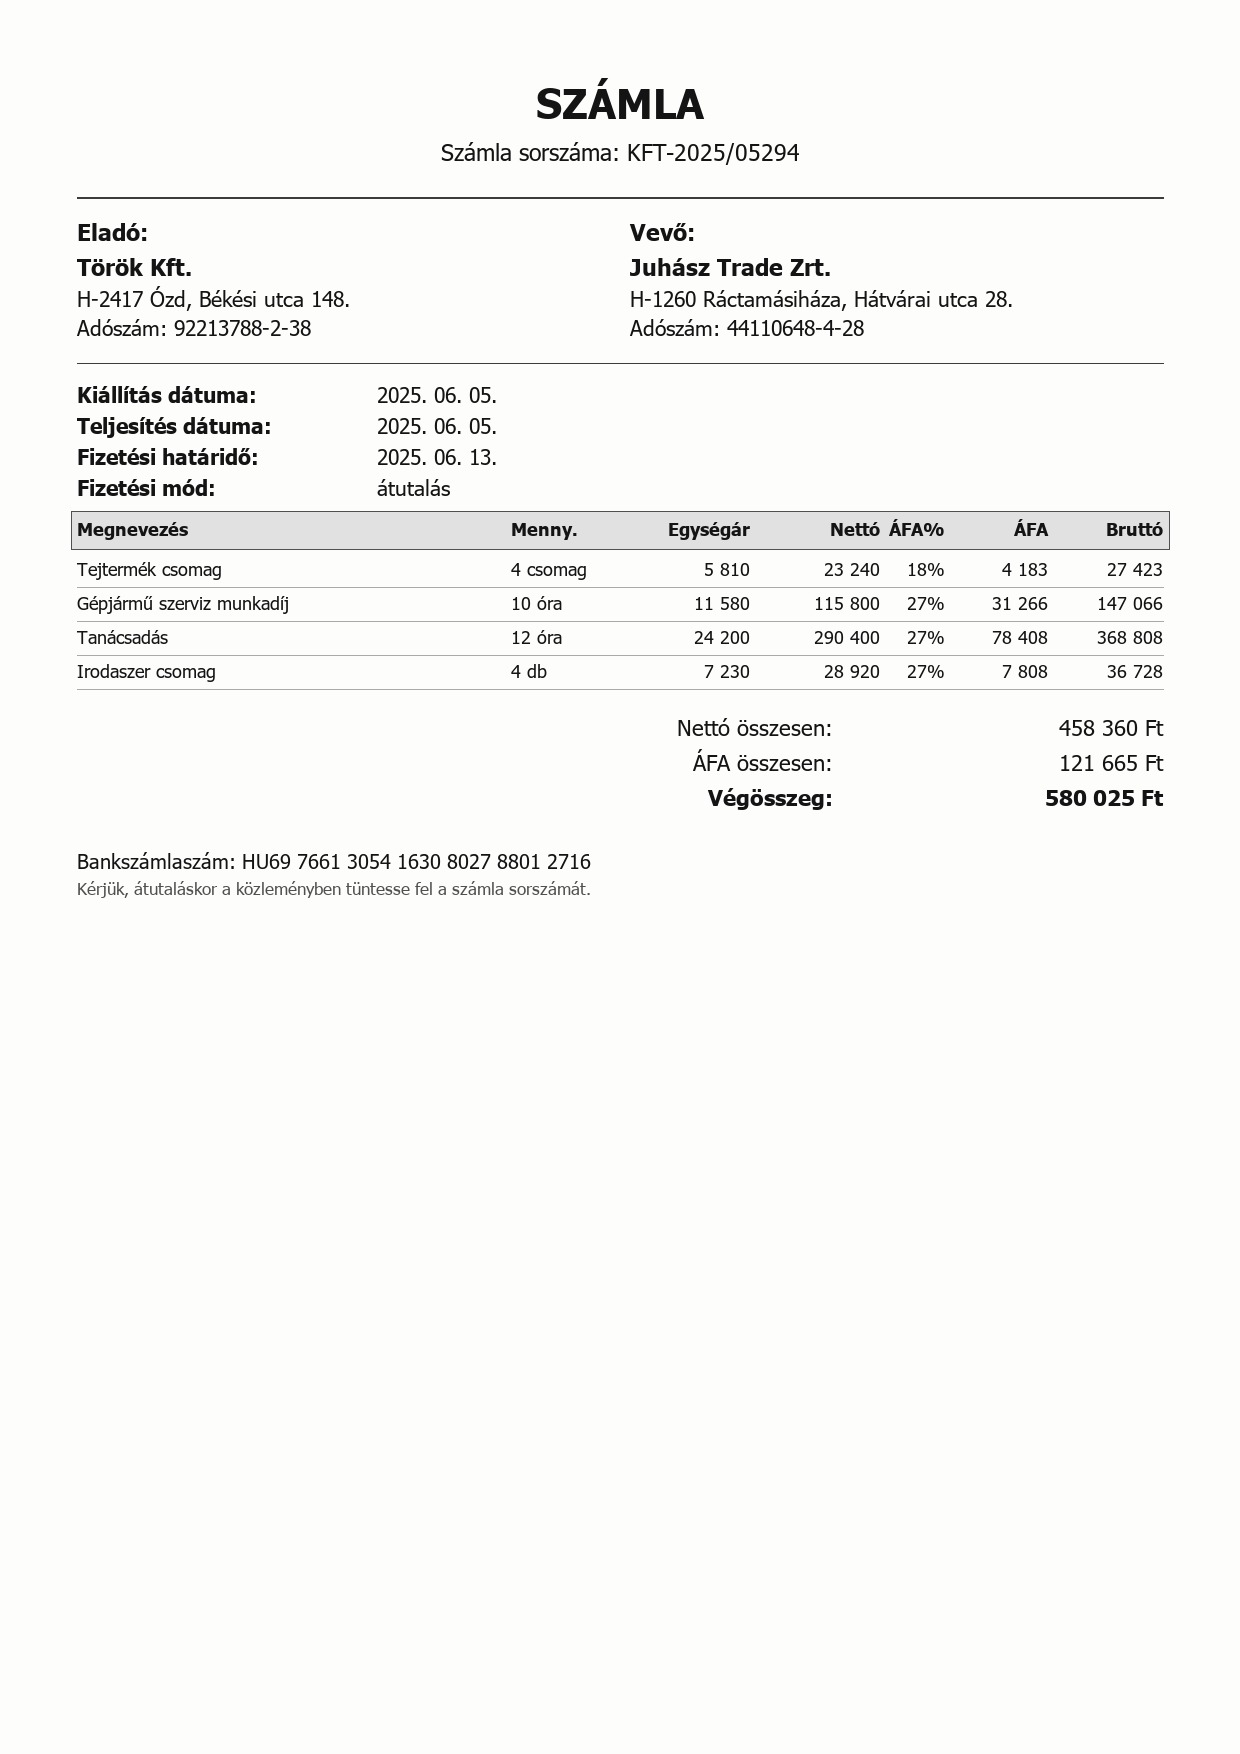 SZÁMLA
Számla sorszáma: KFT-2025/05294
Eladó:
Török Kft.
H-2417 Ózd, Békési utca 148.
Adószám: 92213788-2-38
Vevő:
Juhász Trade Zrt.
H-1260 Ráctamásiháza, Hátvárai utca 28.
Adószám: 44110648-4-28
Kiállítás dátuma: 2025. 06. 05.
Teljesítés dátuma: 2025. 06. 05.
Fizetési határidő: 2025. 06. 13.
Fizetési mód: átutalás
Megnevezés Menny. Egységár Nettó ÁFA% ÁFA Bruttó
Tejtermék csomag 4 csomag 5 810 23 240 18% 4 183 27 423
Gépjármű szerviz munkadíj 10 óra 11 580 115 800 27% 31 266 147 066
Tanácsadás 12 óra 24 200 290 400 27% 78 408 368 808
Irodaszer csomag 4 db 7 230 28 920 27% 7 808 36 728
Nettó összesen: 458 360 Ft
ÁFA összesen: 121 665 Ft
Végösszeg: 580 025 Ft
Bankszámlaszám: HU69 7661 3054 1630 8027 8801 2716
Kérjük, átutaláskor a közleményben tüntesse fel a számla sorszámát.